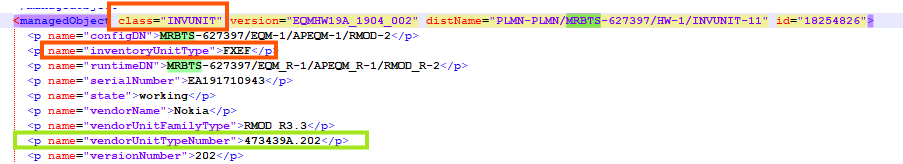 <managedObject class="INVUNIT" version="EQMHW19A_1904_002" distName="PLMN-PLMN/MRBTS-627397/HW-1/INVUNIT-11" id="18254826">
<p name="configDN">MRBTS-627397/EQM-1/APEQM-1/RMOD-2</p>
<p name="inventoryUnitType">FXEF</p>
<p name="runtimeDN">MRBTS-627397/EQM_R-1/APEQM_R-1/RMOD_R-2</p>
<p name="serialNumber">EA191710943</p>
<p name="state">working</p>
<p name="vendorName">Nokia</p>
<p name="vendorUnitFamilyType">RMOD R3.3</p>
<p name="vendorUnitTypeNumber">473439A.202</p>
<p name="versionNumber">202</p>